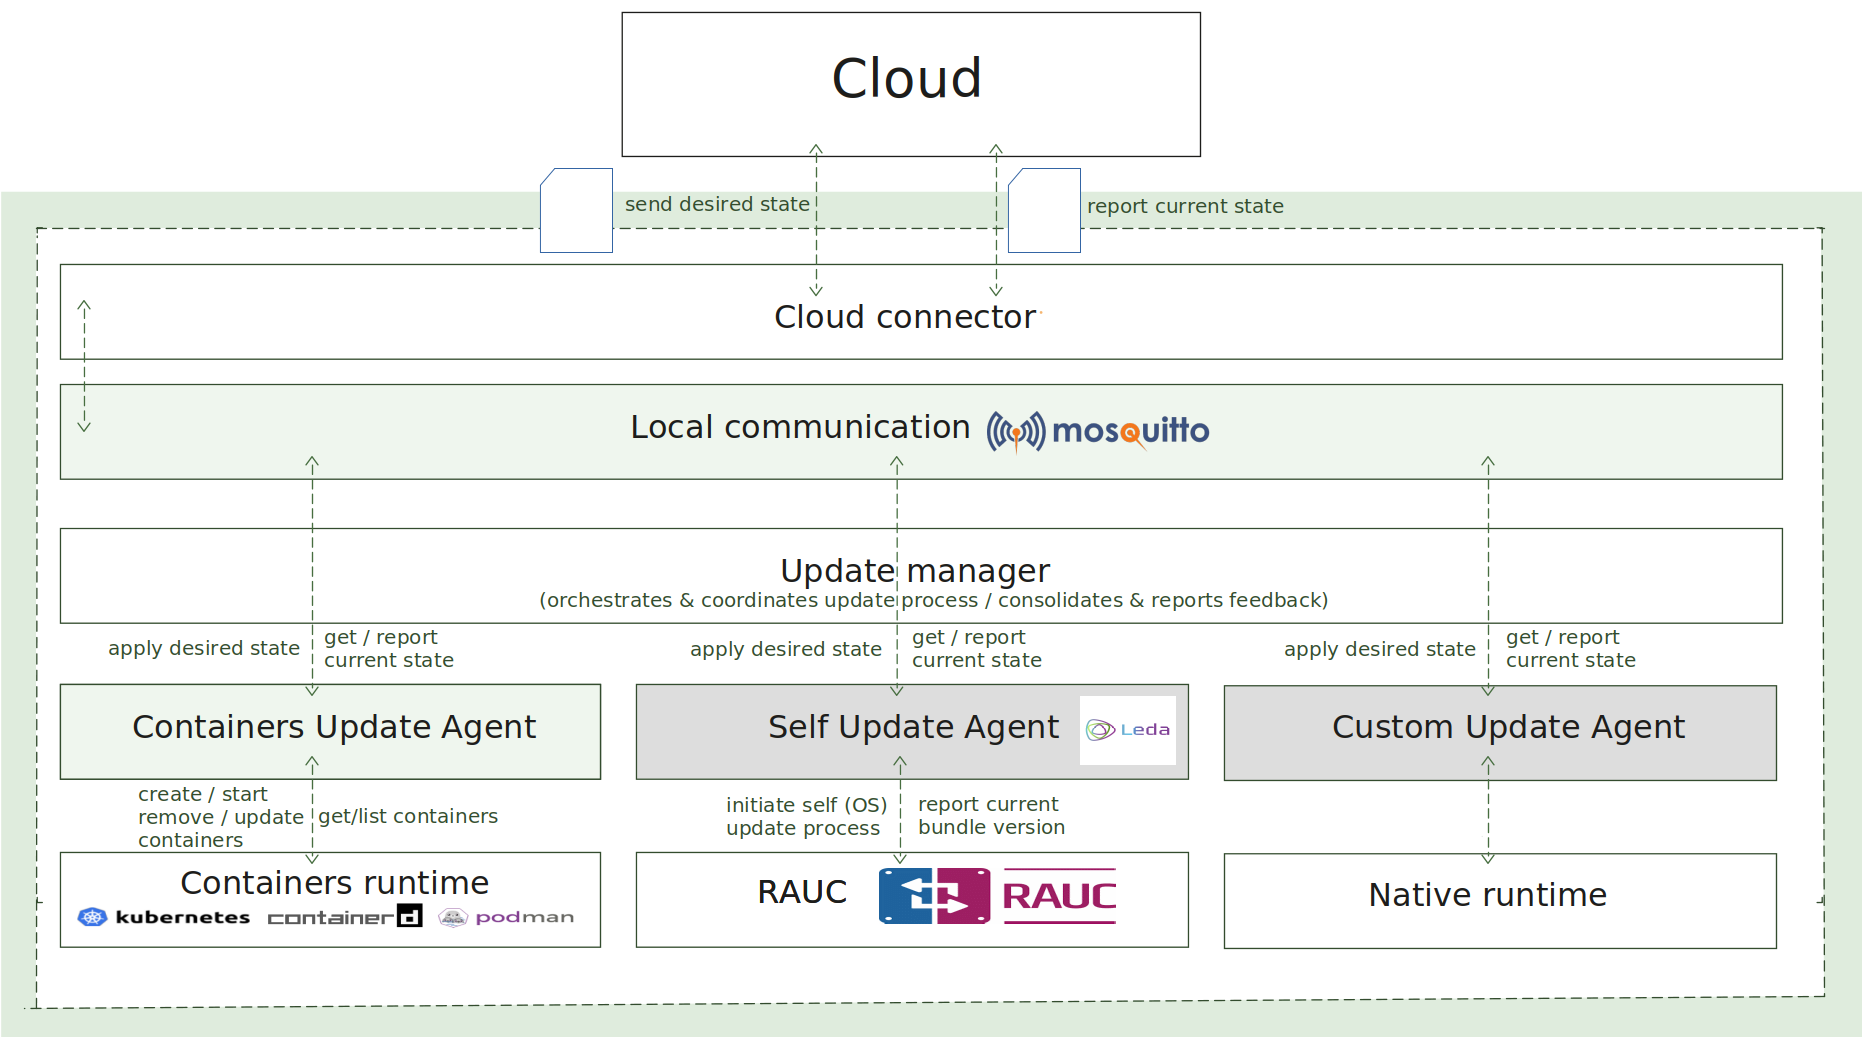 Cloud
send desired state
report current state
Cloud connector
Local communication
mosquitto
Update manager
(orchestrates & coordinates update process / consolidates & reports feedback)
apply desired state
get / report
current state
apply desired state
get / report
current state
apply desired state
get / report
current state
Containers Update Agent
Self Update Agent
Leda
Custom Update Agent
create / start
remove / update
containers
get/list containers
initiate self (OS)
update process
report current
bundle version
Containers runtime
kubernetes
containerd
podman
RAUC
RAUC
Native runtime